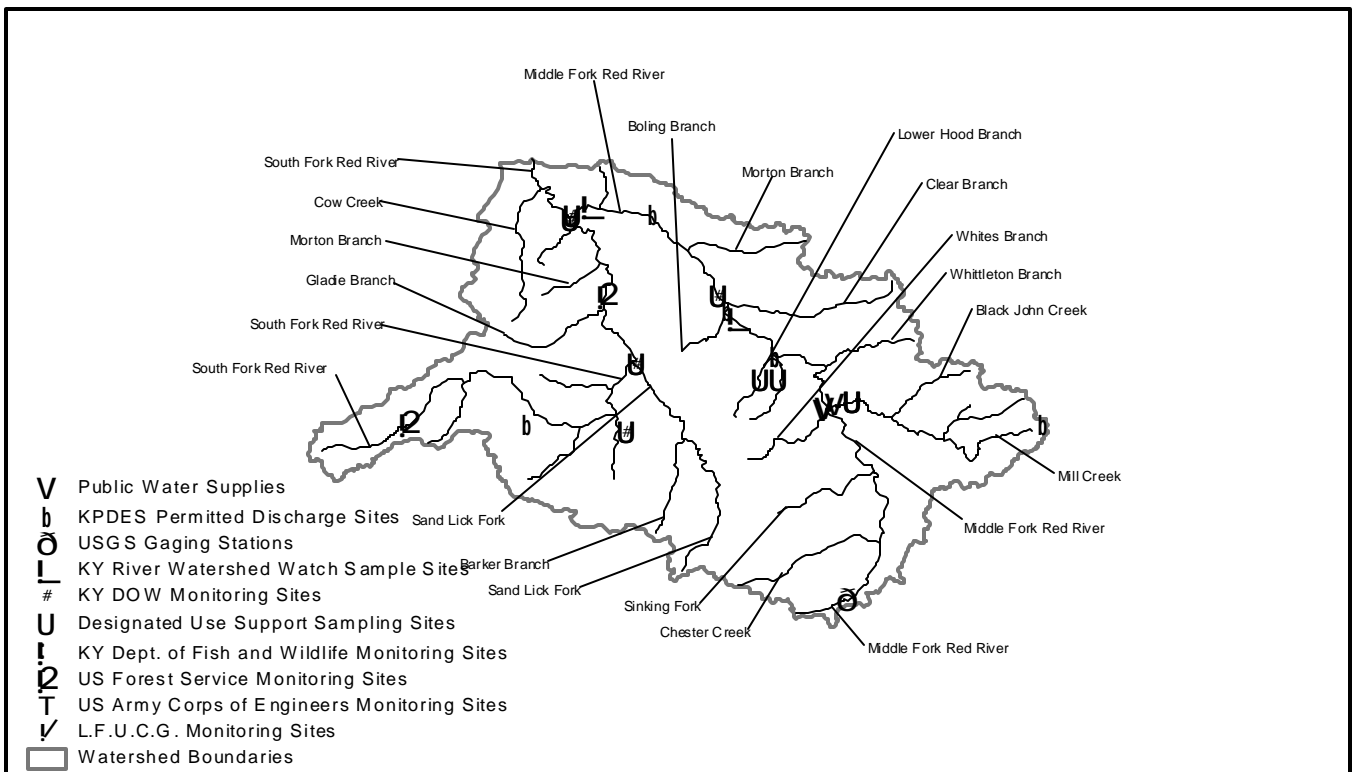 Middle Fork Red River
Boling Branch
Lower Hood Branch
South Fork Red River
Morton Branch
Clear Branch
Cow Creek
Morton Branch
Whites Branch
Gladie Branch
Whittleton Branch
Black John Creek
South Fork Red River
South Fork Red River
Mill Creek
Sand Lick Fork
Middle Fork Red River
Barker Branch
Sand Lick Fork
Sinking Fork
Chester Creek
Middle Fork Red River
V Public Water Supplies
b KPDES Permitted Discharge Sites
ð USGS Gaging Stations
!_ KY River Watershed Watch Sample Sites
# KY DOW Monitoring Sites
U Designated Use Support Sampling Sites
! KY Dept. of Fish and Wildlife Monitoring Sites
!2 US Forest Service Monitoring Sites
T US Army Corps of Engineers Monitoring Sites
!/ L.F.U.C.G. Monitoring Sites
Watershed Boundaries